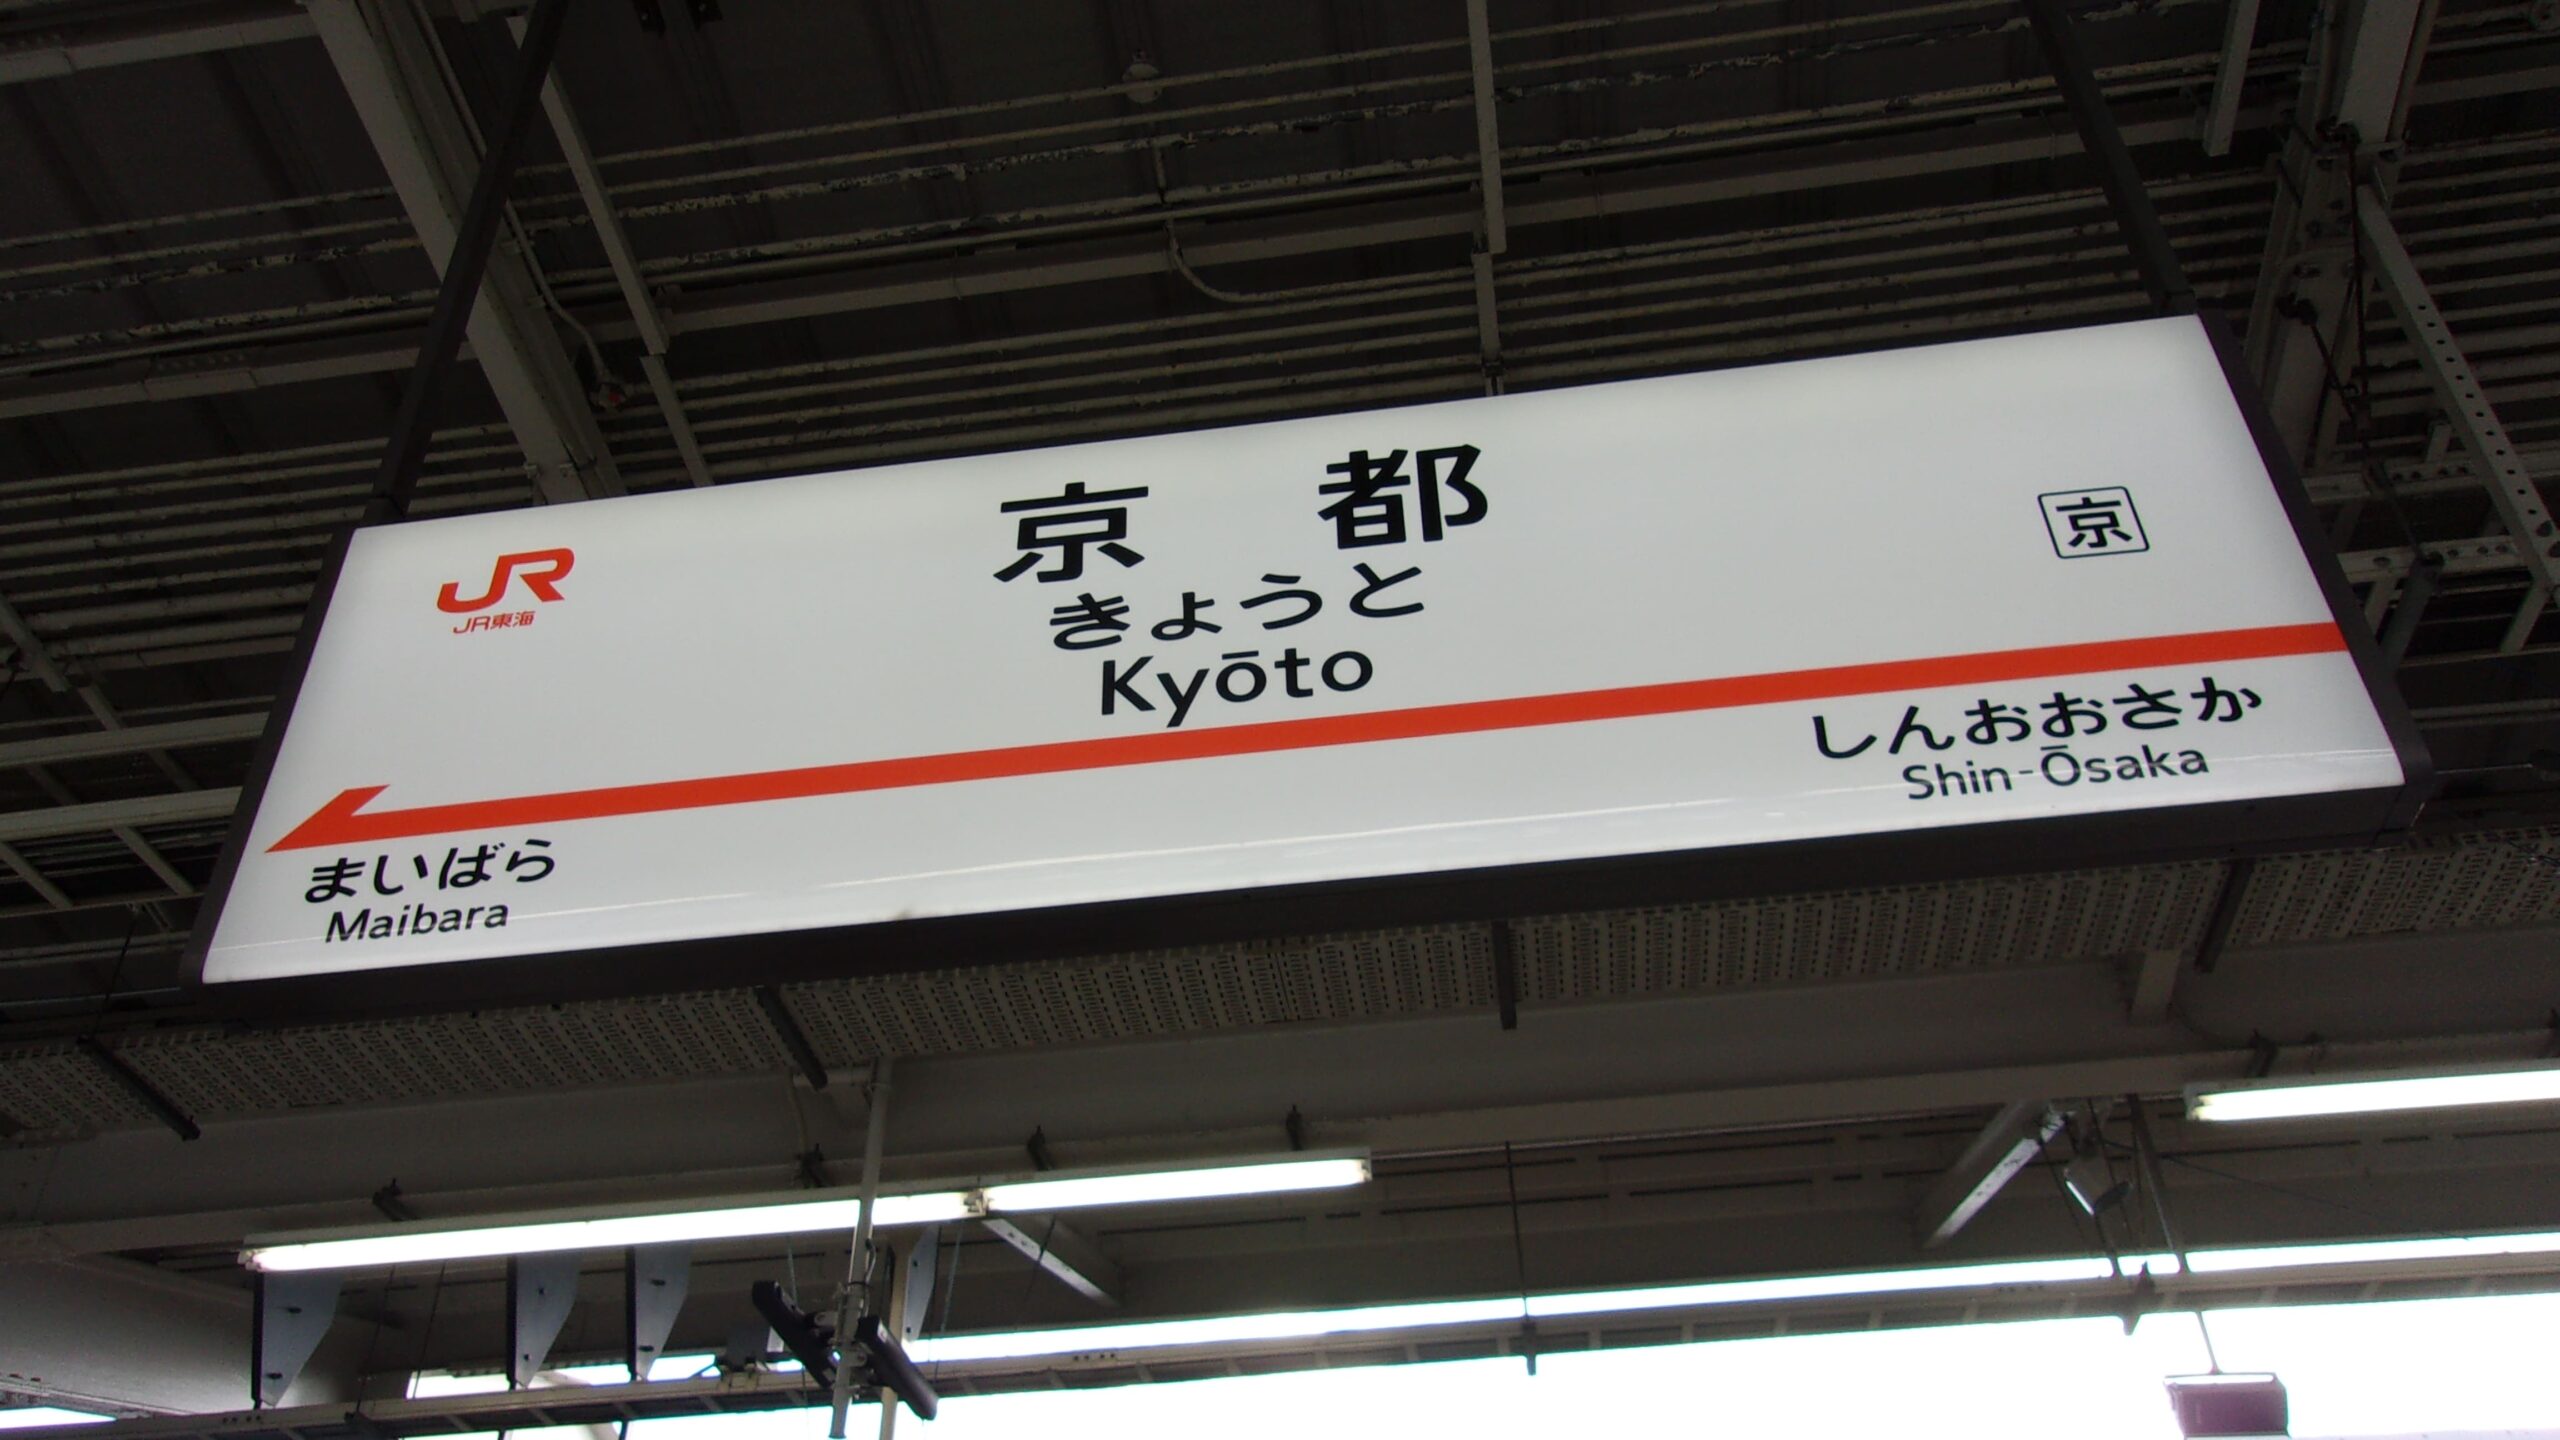 JR
JR東海
京都
きょうと
Kyōto
京
まいばら
Maibara
しんおおさか
Shin-Ōsaka